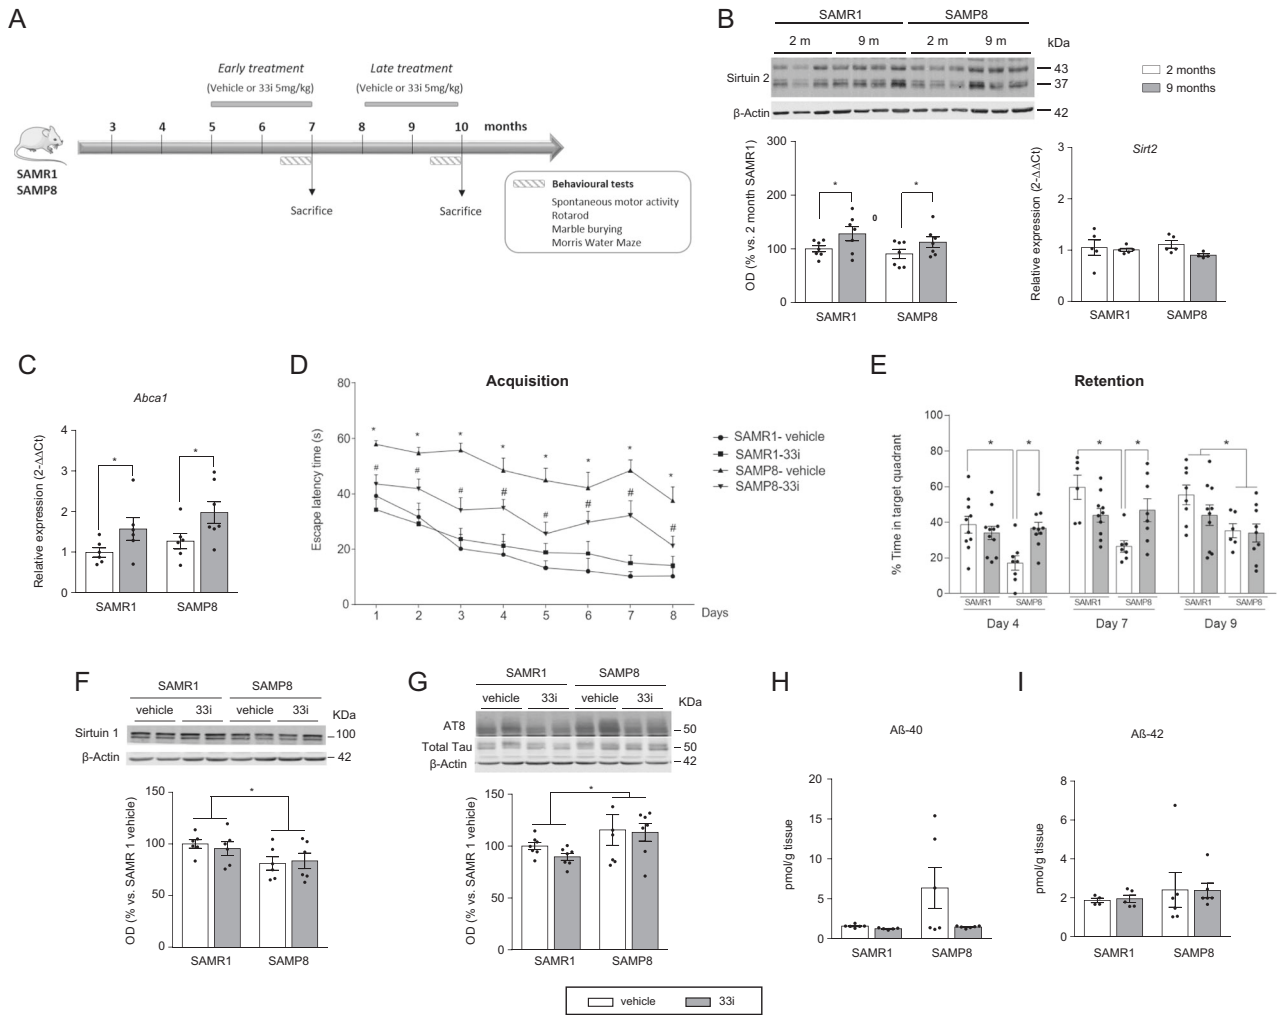 A
Early treatment
(Vehicle or 33i 5mg/kg)
Late treatment
(Vehicle or 33i 5mg/kg)
3 4 5 6 7 8 9 10 months
SAMR1
SAMP8
Sacrifice
Sacrifice
Behavioural tests
Spontaneous motor activity
Rotarod
Marble burying
Morris Water Maze
B
SAMR1 SAMP8
2 m 9 m 2 m 9 m kDa
Sirtuin 2
43
37
β-Actin
42
2 months
9 months
OD (% vs. 2 month SAMR1)
300
200
100
0
* *
0
SAMR1 SAMP8
Sirt2
Relative expression (2-ΔΔCt)
3
2
1
0
SAMR1 SAMP8
C
Abca1
Relative expression (2-ΔΔCt)
4
3
2
1
0
* *
SAMR1 SAMP8
D
Acquisition
Escape latency time (s)
80
60
40
20
0
* * * * * * * *
# # # # # # # #
1 2 3 4 5 6 7 8 Days
SAMR1- vehicle
SAMR1-33i
SAMP8- vehicle
SAMP8-33i
E
Retention
% Time in target quadrant
100
80
60
40
20
0
* * * * *
SAMR1 SAMP8 SAMR1 SAMP8 SAMR1 SAMP8
Day 4 Day 7 Day 9
F
SAMR1 SAMP8
vehicle 33i vehicle 33i
KDa
Sirtuin 1
100
β-Actin
42
OD (% vs. SAMR 1 vehicle)
150
100
50
0
*
SAMR1 SAMP8
G
SAMR1 SAMP8
vehicle 33i vehicle 33i
KDa
AT8
50
Total Tau
50
β-Actin
42
OD (% vs. SAMR 1 vehicle)
150
100
50
0
*
SAMR1 SAMP8
H
Aß-40
pmol/g tissue
20
15
10
5
0
SAMR1 SAMP8
I
Aß-42
pmol/g tissue
8
6
4
2
0
SAMR1 SAMP8
vehicle 33i